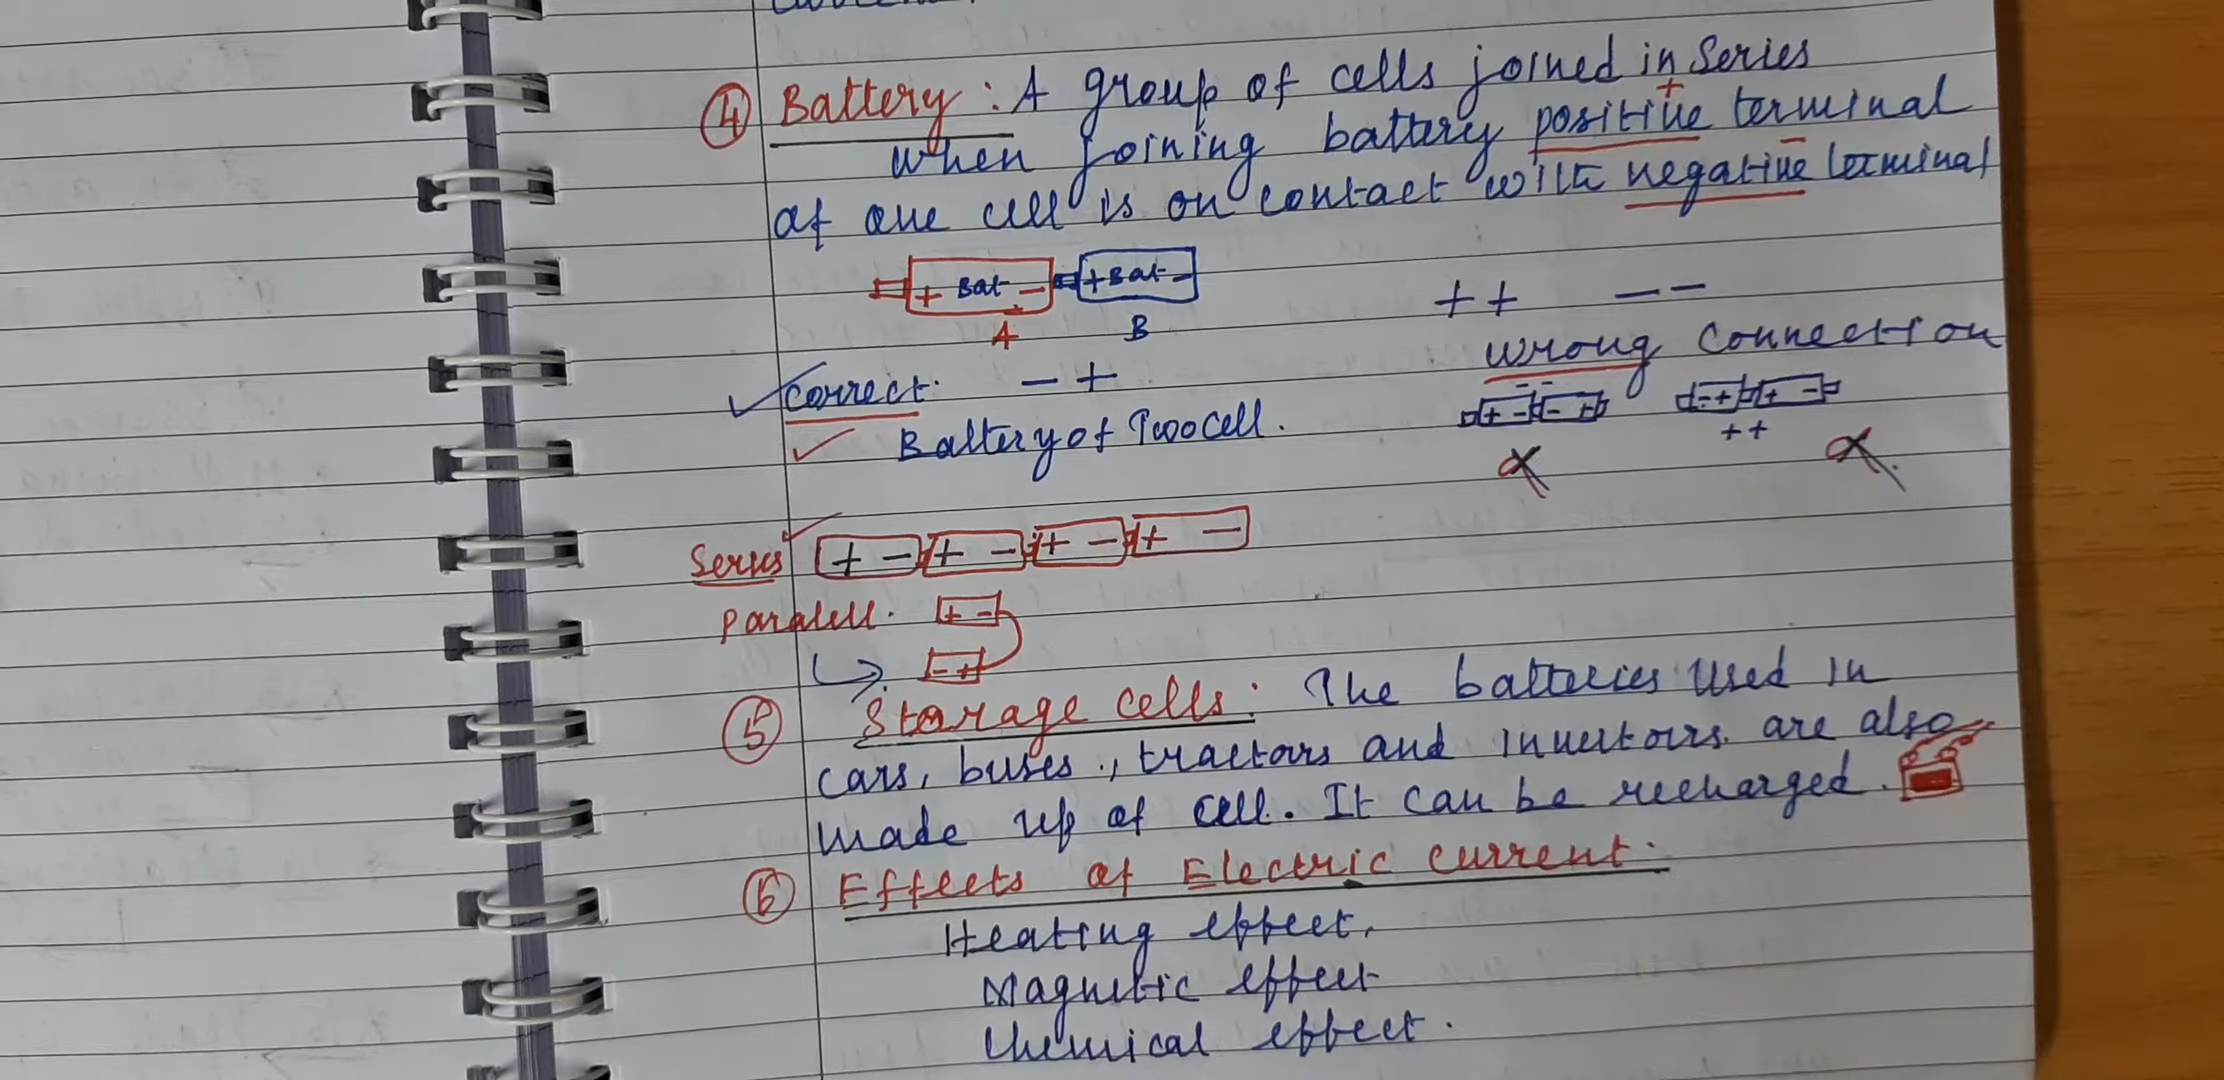 ④ Battery : A group of cells joined in Series
when joining battery positive terminal
of one cell is on contact with negative terminal
+ Bat - + Bat -
A B
++ --
wrong connection
Correct. - +
Battery of Two cell.
+ - - +
- + + -
++
Series + - + - + - + -
parallell. + -
- +
⑤ Storage cells : The batteries used in
cars, buses, tractors and invertors are also
made up of cell. It can be recharged.
⑥ Effects of Electric current.
Heating effect.
Magnetic effect
Chemical effect.